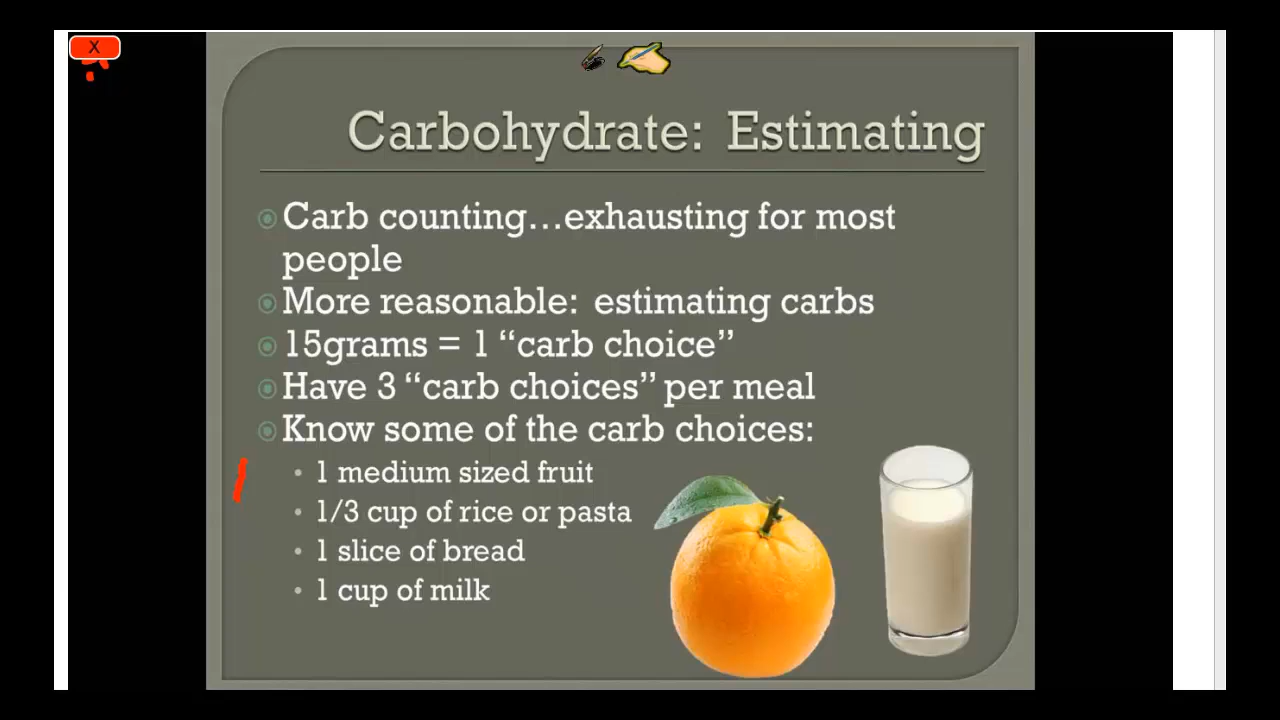 X
Carbohydrate: Estimating
Carb counting...exhausting for most
people
More reasonable: estimating carbs
15grams = 1 “carb choice”
Have 3 “carb choices” per meal
Know some of the carb choices:
1 medium sized fruit
1/3 cup of rice or pasta
1 slice of bread
1 cup of milk